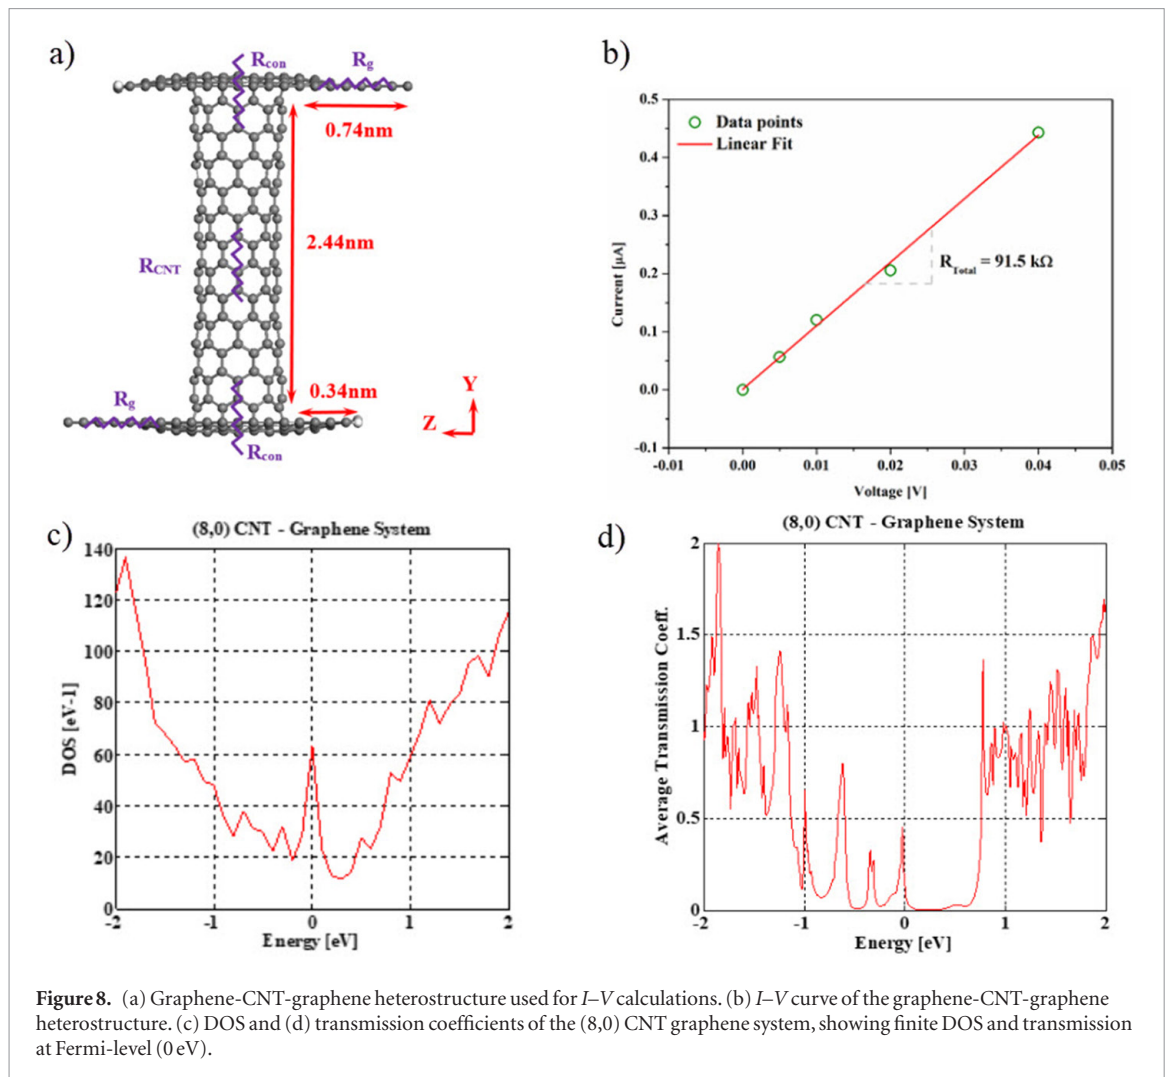 a)
R_con
R_g
0.74nm
2.44nm
R_CNT
0.34nm
R_g
R_con
Y
Z
b)
0.5
0.4
0.3
0.2
0.1
0.0
-0.1
Current [μA]
Data points
Linear Fit
R_Total = 91.5 kΩ
-0.01 0.00 0.01 0.02 0.03 0.04 0.05
Voltage [V]
c)
(8,0) CNT - Graphene System
140
120
100
80
60
40
20
0
DOS [eV-1]
-2 -1 0 1 2
Energy [eV]
d)
(8,0) CNT - Graphene System
2
1.5
1
0.5
0
Average Transmission Coeff.
-2 -1 0 1 2
Energy [eV]
Figure 8. (a) Graphene-CNT-graphene heterostructure used for I–V calculations. (b) I–V curve of the graphene-CNT-graphene
heterostructure. (c) DOS and (d) transmission coefficients of the (8,0) CNT graphene system, showing finite DOS and transmission
at Fermi-level (0 eV).